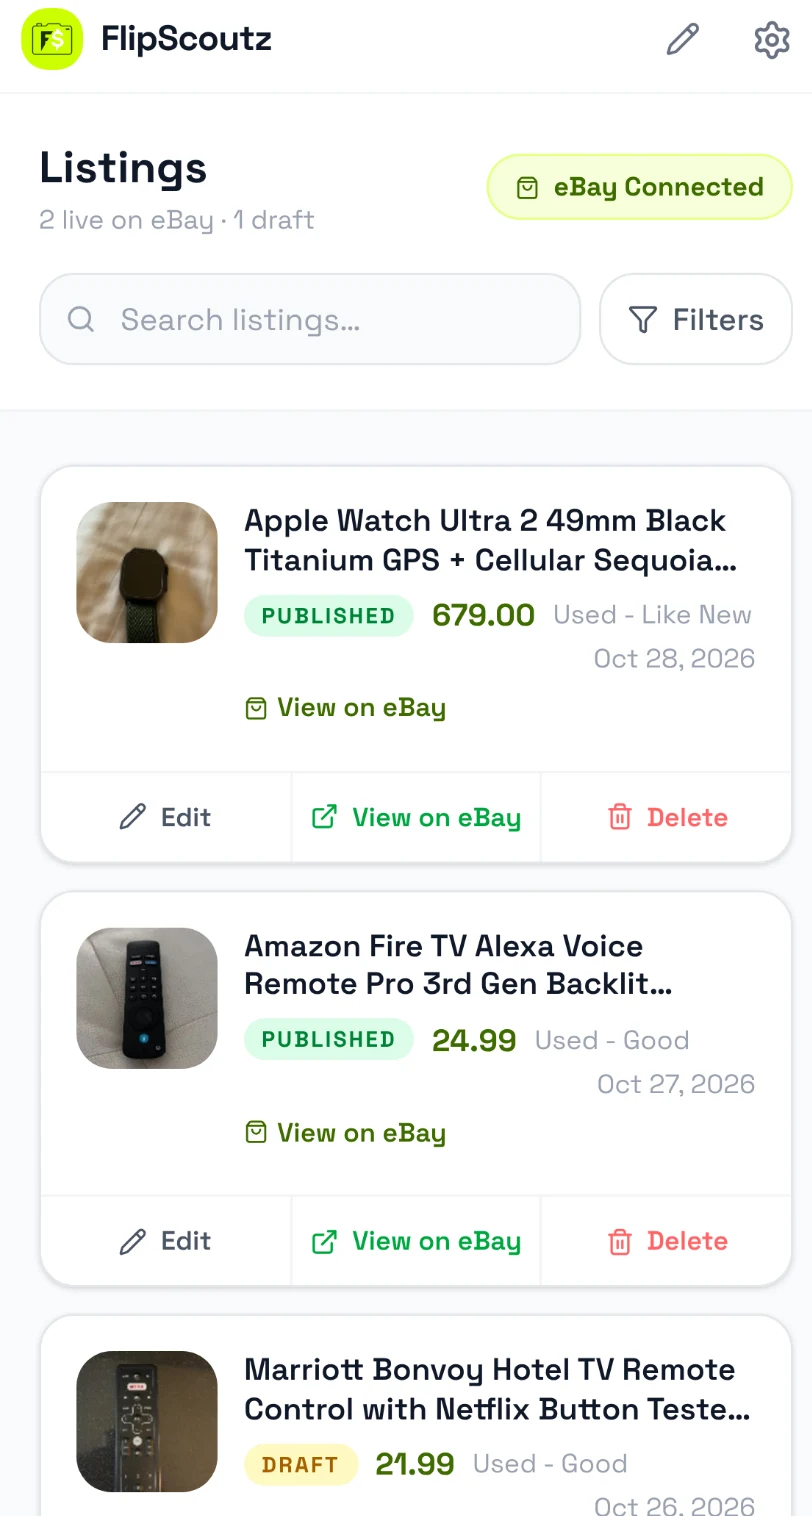 F$
FlipScoutz
Listings
2 live on eBay · 1 draft
eBay Connected
Search listings...
Filters
Apple Watch Ultra 2 49mm Black
Titanium GPS + Cellular Sequoia...
PUBLISHED 679.00 Used - Like New
Oct 28, 2026
View on eBay
Edit View on eBay Delete
Amazon Fire TV Alexa Voice
Remote Pro 3rd Gen Backlit...
PUBLISHED 24.99 Used - Good
Oct 27, 2026
View on eBay
Edit View on eBay Delete
Marriott Bonvoy Hotel TV Remote
Control with Netflix Button Teste...
DRAFT 21.99 Used - Good
Oct 26, 2026